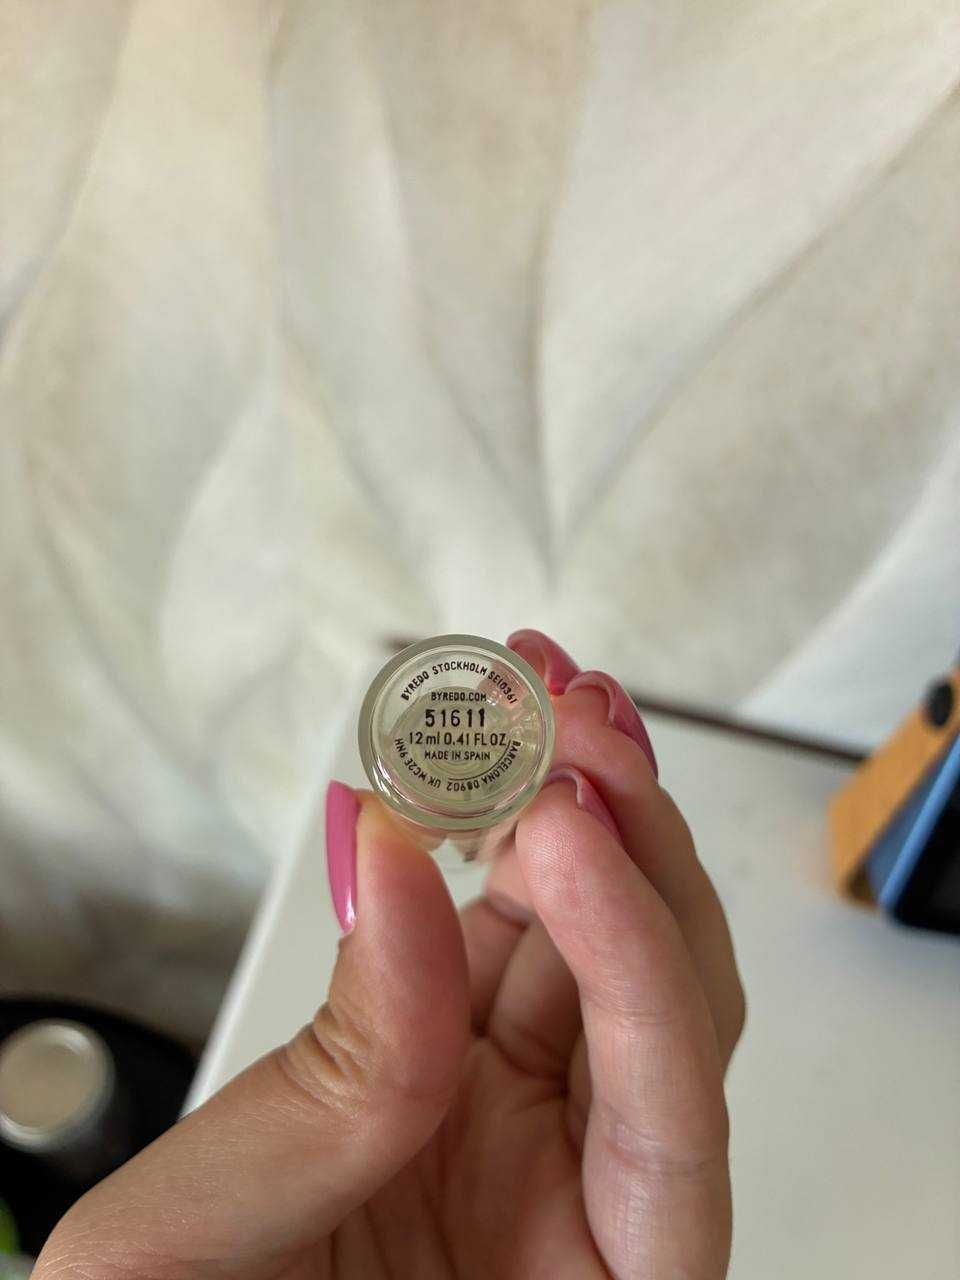 BYREDO STOCKHOLM SE10361
BYREDO.COM
51611
12 ml 0.41 FL OZ
MADE IN SPAIN
BARCELONA 08902 UK WC2E 9NH